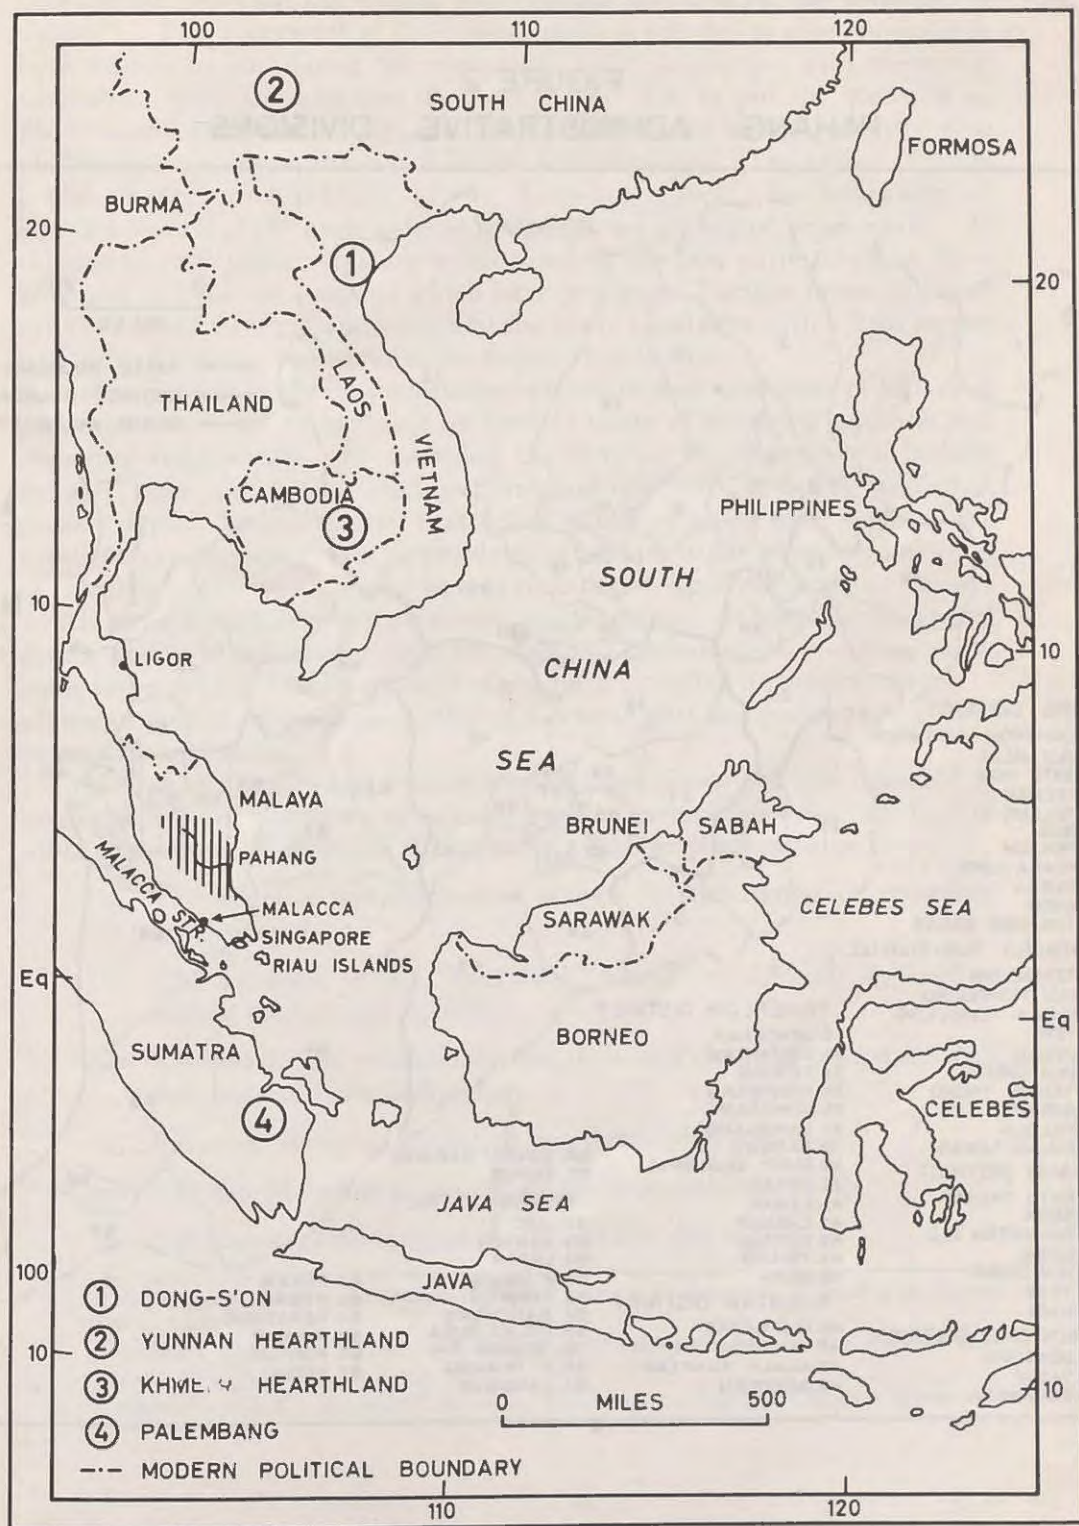 100 110 120
② SOUTH CHINA
FORMOSA
BURMA
20
①
20
LAOS
THAILAND
VIETNAM
CAMBODIA
③
PHILIPPINES
SOUTH
10
LIGOR
CHINA
10
SEA
MALAYA
BRUNEI SABAH
PAHANG
MALACCA STR.
MALACCA
SARAWAK
CELEBES SEA
SINGAPORE
RIAU ISLANDS
Eq
Eq
SUMATRA
BORNEO
④
CELEBES
JAVA SEA
100
JAVA
① DONG-S'ON
② YUNNAN HEARTHLAND
10
③ HEARTHLAND
10
0 MILES 500
④ PALEMBANG
MODERN POLITICAL BOUNDARY
110 120